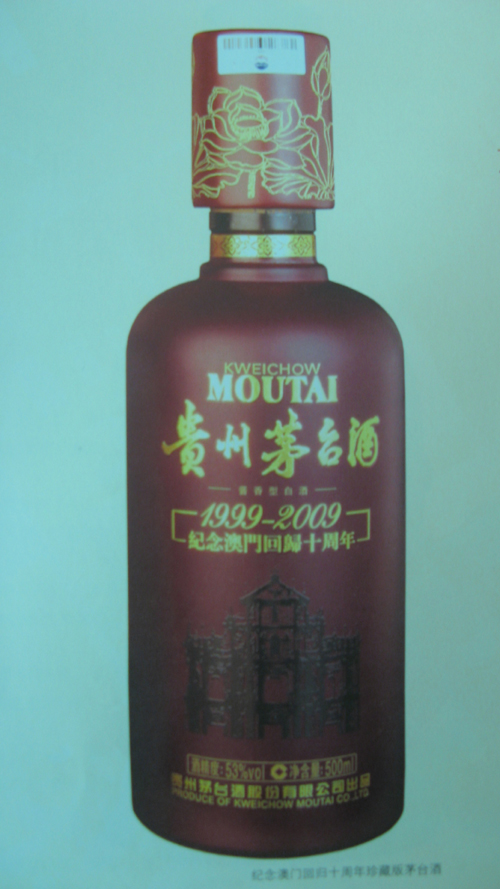 KWEICHOW
MOUTAI
貴州茅台酒
酱香型白酒
1999-2009
纪念澳門回歸十周年
酒精度:53%vol 净含量:500ml
贵州茅台酒股份有限公司出品
PRODUCE OF KWEICHOW MOUTAI CO.,LTD.
纪念澳门回归十周年珍藏版茅台酒